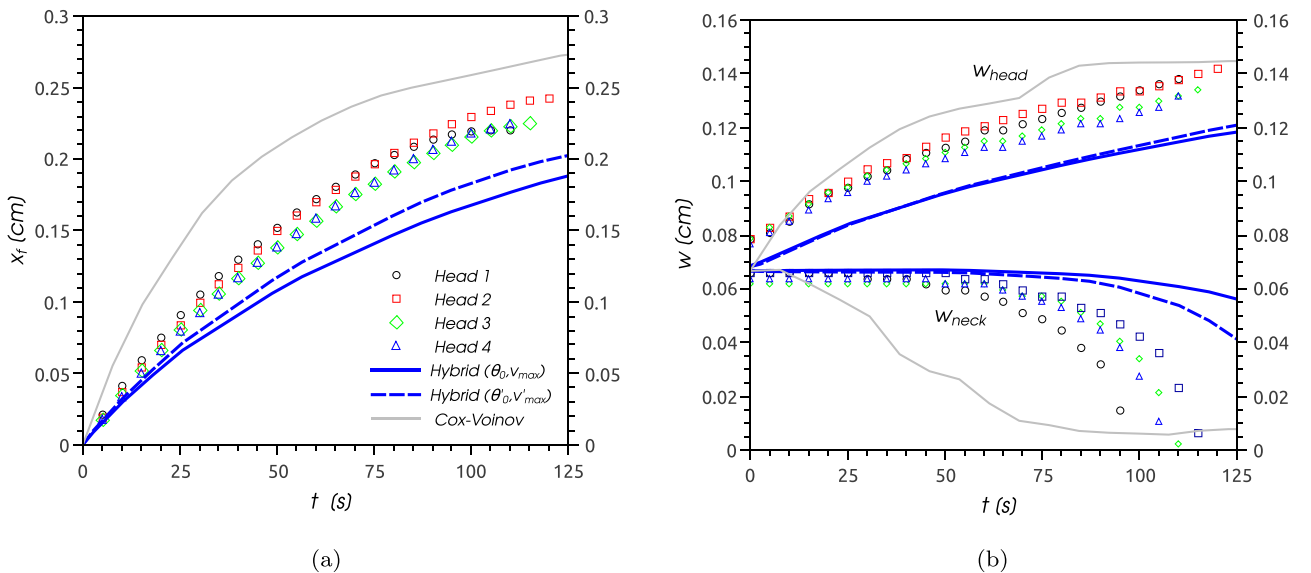 0.3
0.25
0.2
0.15
0.1
0.05
0
0.3
0.25
0.2
0.15
0.1
0.05
0
x_f (cm)
Head 1
Head 2
Head 3
Head 4
Hybrid (θ₀,v_max)
Hybrid (θ'₀,v'_max)
Cox-Voinov
0 25 50 75 100 125
t (s)
(a)
0.16
0.14
0.12
0.1
0.08
0.06
0.04
0.02
0
0.16
0.14
0.12
0.1
0.08
0.06
0.04
0.02
0
w (cm)
w_head
w_neck
0 25 50 75 100 125
t (s)
(b)